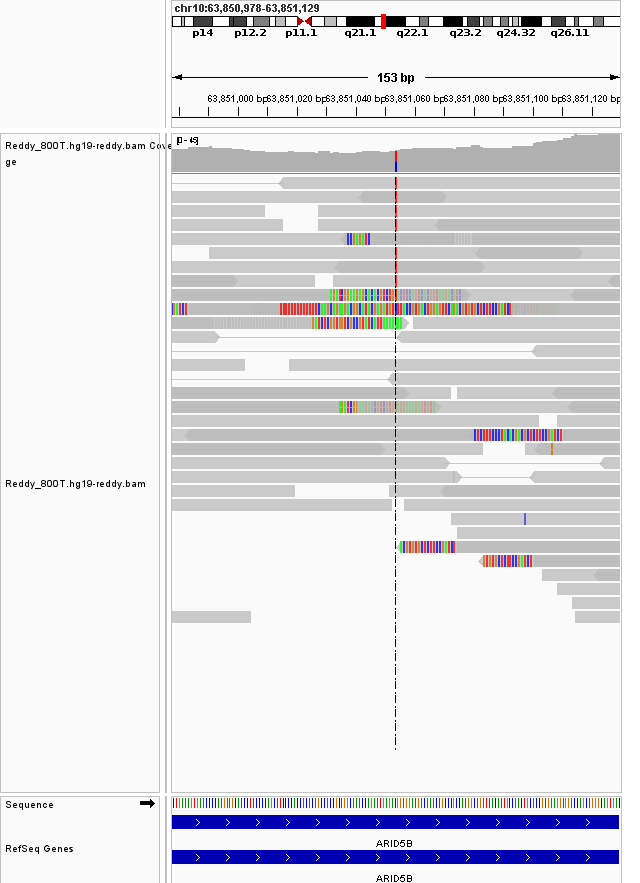 chr10:63,850,978-63,851,129
p14 p12.2 p11.1 q21.1 q22.1 q23.2 q24.32 q26.11
153 bp
63,851,000 bp 63,851,020 bp 63,851,040 bp 63,851,060 bp 63,851,080 bp 63,851,100 bp 63,851,120 bp
Reddy_800T.hg19-reddy.bam Cove
ge
Reddy_800T.hg19-reddy.bam
Sequence
RefSeq Genes
ARID5B
ARID5B